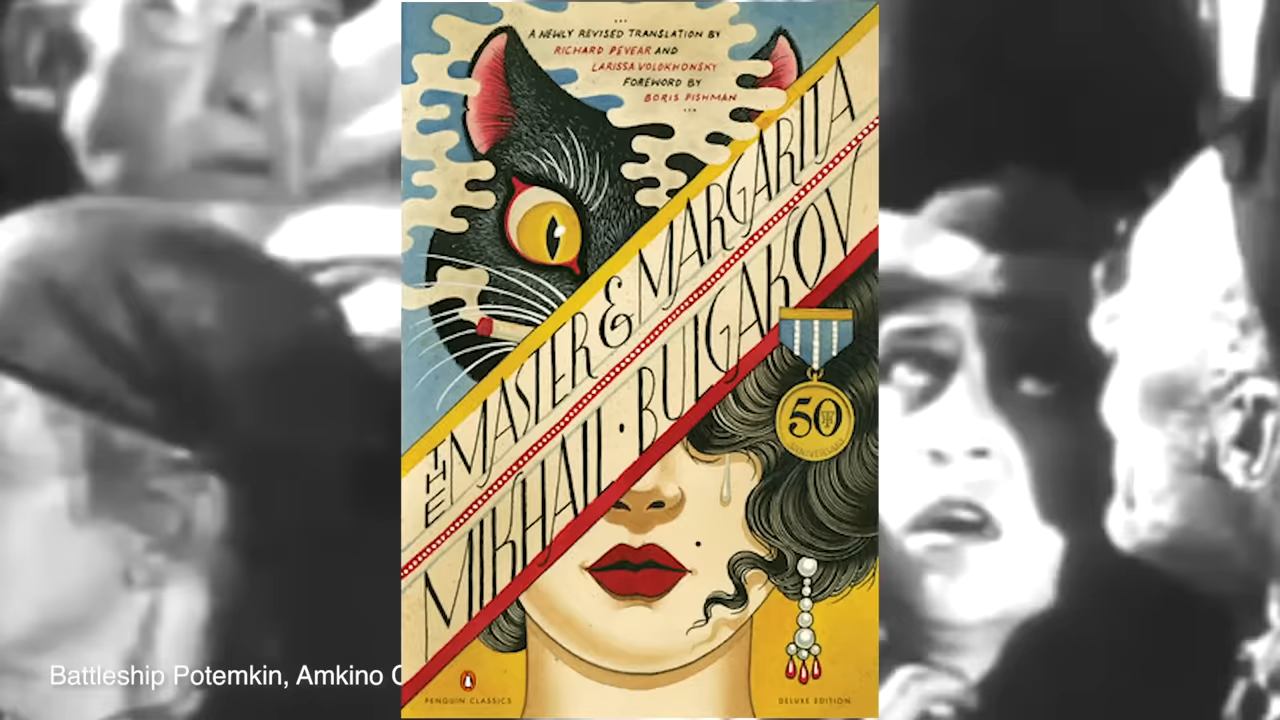 A NEWLY REVISED TRANSLATION BY
RICHARD PEVEAR AND
LARISSA VOLOKHONSKY
FOREWORD BY
BORIS FISHMAN
THE MASTER & MARGARITA
MIKHAIL · BULGAKOV
50
ANNIVERSARY
Battleship Potemkin, Amkino C
PENGUIN CLASSICS
DELUXE EDITION